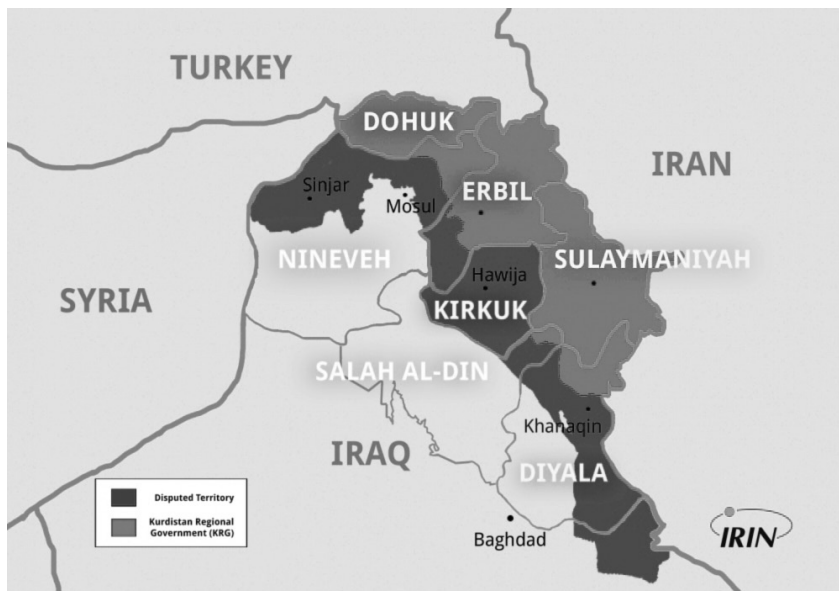 TURKEY
DOHUK
IRAN
Sinjar
Mosul
ERBIL
NINEVEH
SULAYMANIYAH
SYRIA
Hawija
KIRKUK
SALAH AL-DIN
Khanaqin
IRAQ
DIYALA
Disputed Territory
Kurdistan Regional
Government (KRG)
Baghdad
IRIN